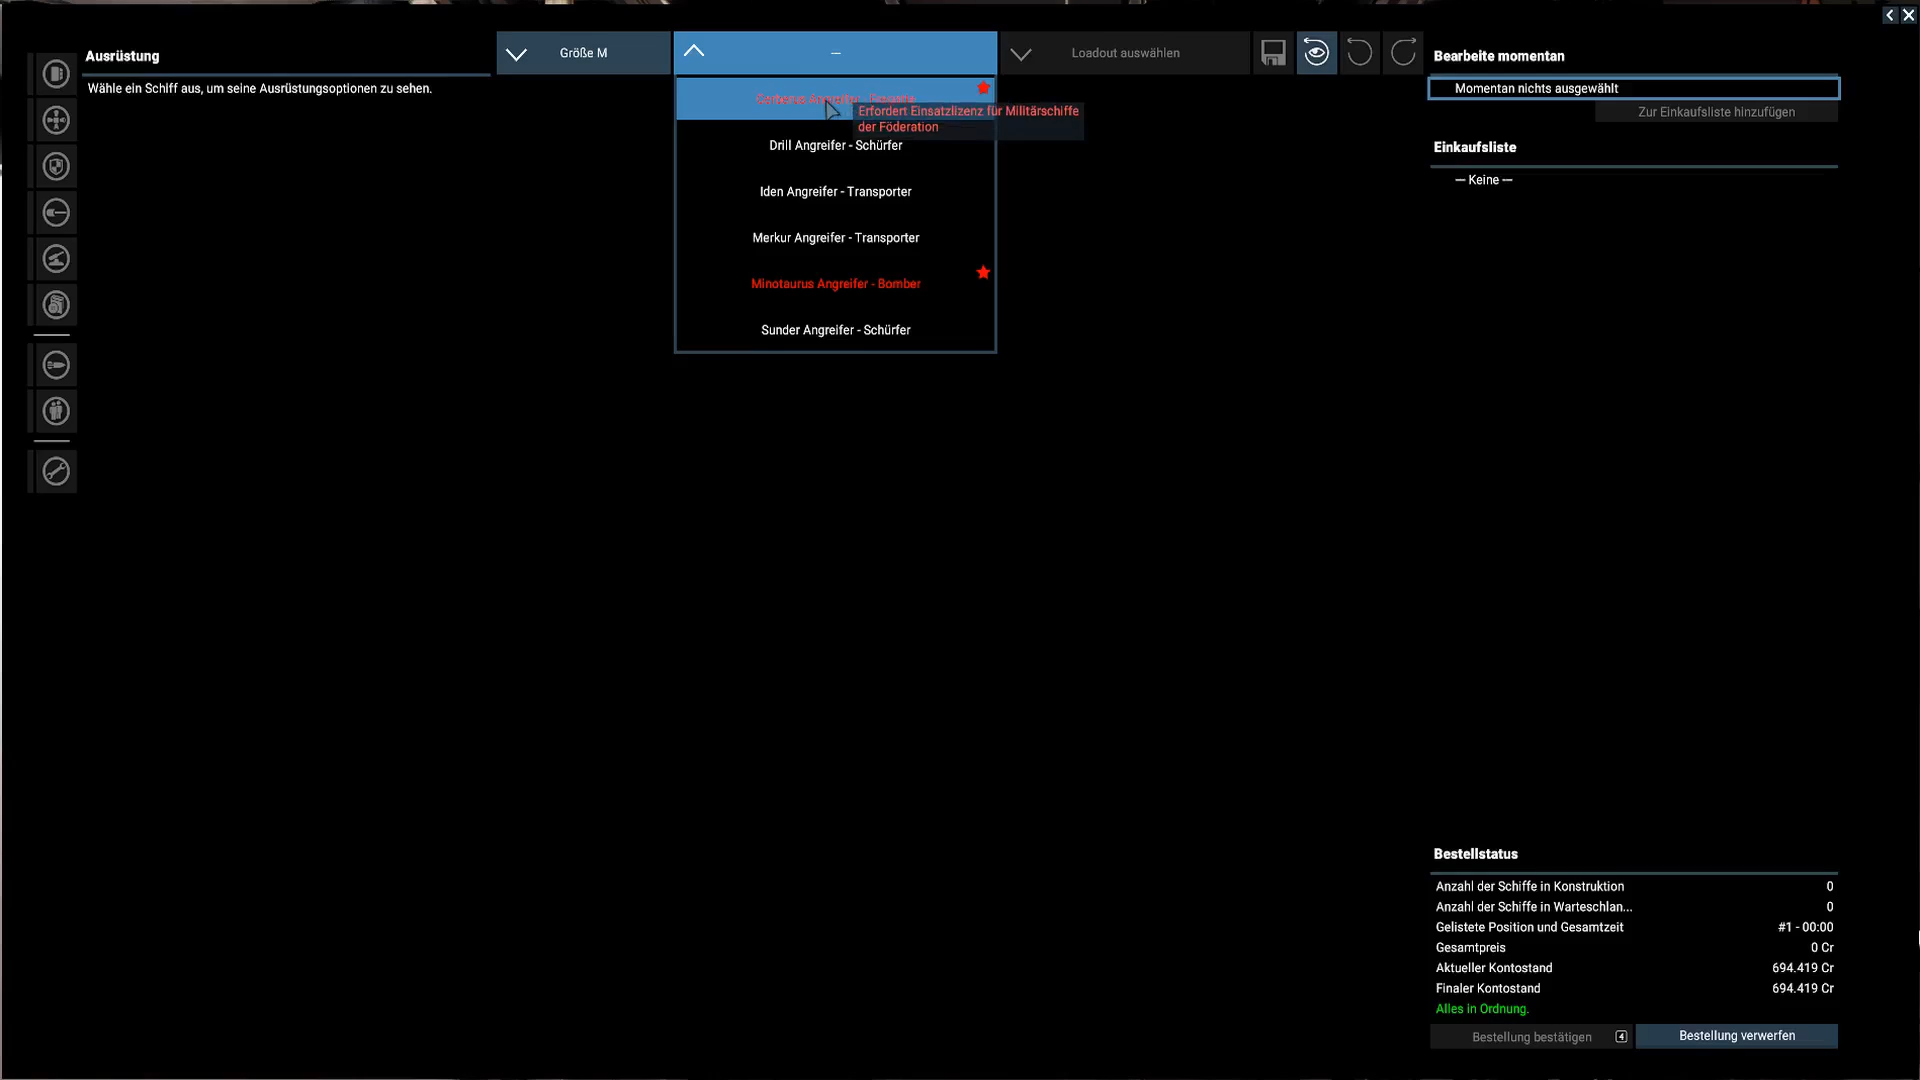 Ausrüstung
Wähle ein Schiff aus, um seine Ausrüstungsoptionen zu sehen.
Größe M
—
Loadout auswählen
Cerberus Angreifer - Fregatte
Erfordert Einsatzlizenz für Militärschiffe
der Föderation
Drill Angreifer - Schürfer
Iden Angreifer - Transporter
Merkur Angreifer - Transporter
Minotaurus Angreifer - Bomber
Sunder Angreifer - Schürfer
Bearbeite momentan
Momentan nichts ausgewählt
Zur Einkaufsliste hinzufügen
Einkaufsliste
— Keine —
Bestellstatus
Anzahl der Schiffe in Konstruktion 0
Anzahl der Schiffe in Warteschlan... 0
Gelistete Position und Gesamtzeit #1 - 00:00
Gesamtpreis 0 Cr
Aktueller Kontostand 694.419 Cr
Finaler Kontostand 694.419 Cr
Alles in Ordnung.
Bestellung bestätigen 4
Bestellung verwerfen